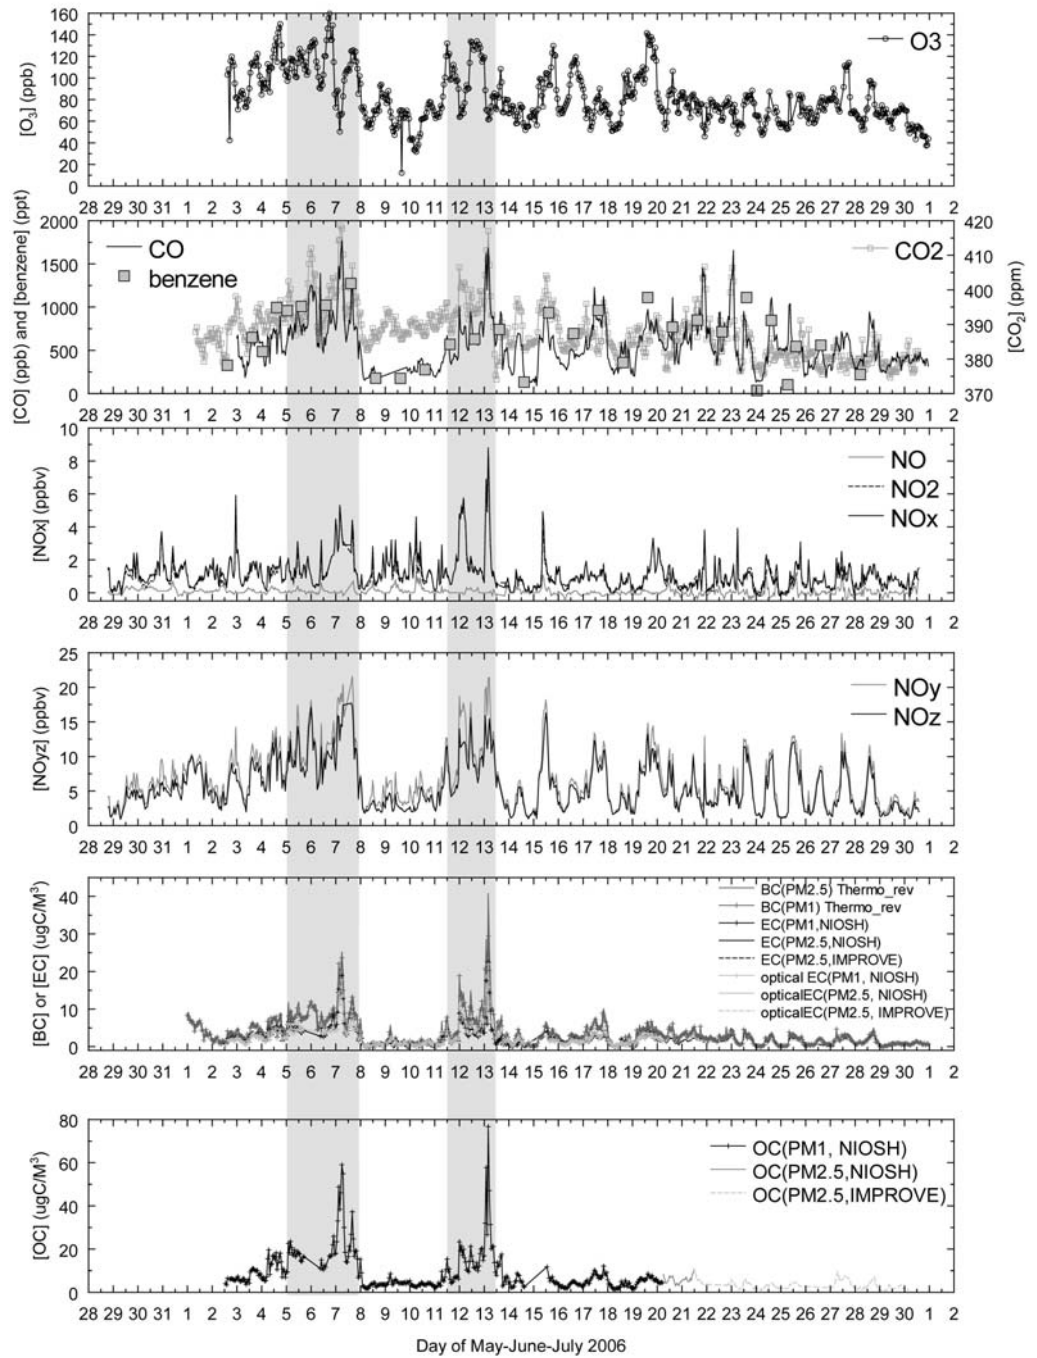 160
140
120
100
80
60
40
20
0
[O3] (ppb)
O3
28 29 30 31 1 2 3 4 5 6 7 8 9 10 11 12 13 14 15 16 17 18 19 20 21 22 23 24 25 26 27 28 29 30 1 2
2000
1500
1000
500
0
[CO] (ppb) and [benzene] (ppt)
CO
benzene
CO2
420
410
400
390
380
370
[CO2] (ppm)
28 29 30 31 1 2 3 4 5 6 7 8 9 10 11 12 13 14 15 16 17 18 19 20 21 22 23 24 25 26 27 28 29 30 1 2
10
8
6
4
2
0
[NOx] (ppbv)
NO
NO2
NOx
28 29 30 31 1 2 3 4 5 6 7 8 9 10 11 12 13 14 15 16 17 18 19 20 21 22 23 24 25 26 27 28 29 30 1 2
25
20
15
10
5
0
[NOyz] (ppbv)
NOy
NOz
28 29 30 31 1 2 3 4 5 6 7 8 9 10 11 12 13 14 15 16 17 18 19 20 21 22 23 24 25 26 27 28 29 30 1 2
40
30
20
10
0
[BC] or [EC] (ugC/M³)
BC(PM2.5) Thermo_rev
BC(PM1) Thermo_rev
EC(PM1,NIOSH)
EC(PM2.5,NIOSH)
EC(PM2.5,IMPROVE)
optical EC(PM1, NIOSH)
opticalEC(PM2.5, NIOSH)
opticalEC(PM2.5, IMPROVE)
28 29 30 31 1 2 3 4 5 6 7 8 9 10 11 12 13 14 15 16 17 18 19 20 21 22 23 24 25 26 27 28 29 30 1 2
80
60
40
20
0
[OC] (ugC/M³)
OC(PM1, NIOSH)
OC(PM2.5,NIOSH)
OC(PM2.5,IMPROVE)
28 29 30 31 1 2 3 4 5 6 7 8 9 10 11 12 13 14 15 16 17 18 19 20 21 22 23 24 25 26 27 28 29 30 1 2
Day of May-June-July 2006